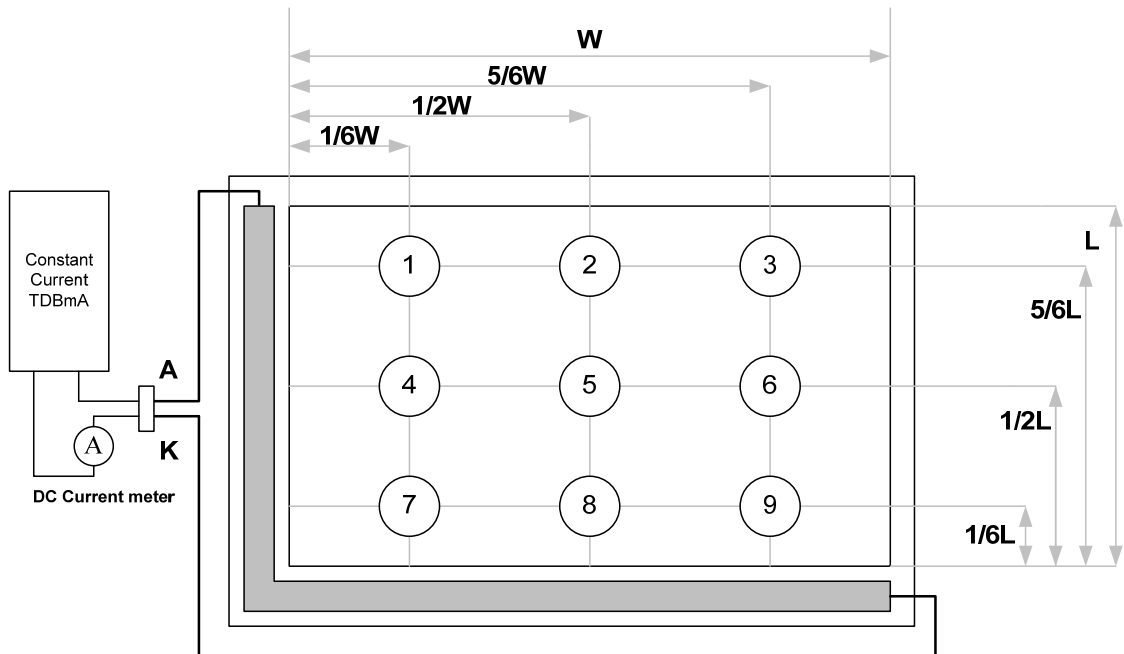 W
5/6W
1/2W
1/6W
Constant
Current
TDBmA
A
K
A
DC Current meter
1 2 3
4 5 6
7 8 9
L
5/6L
1/2L
1/6L